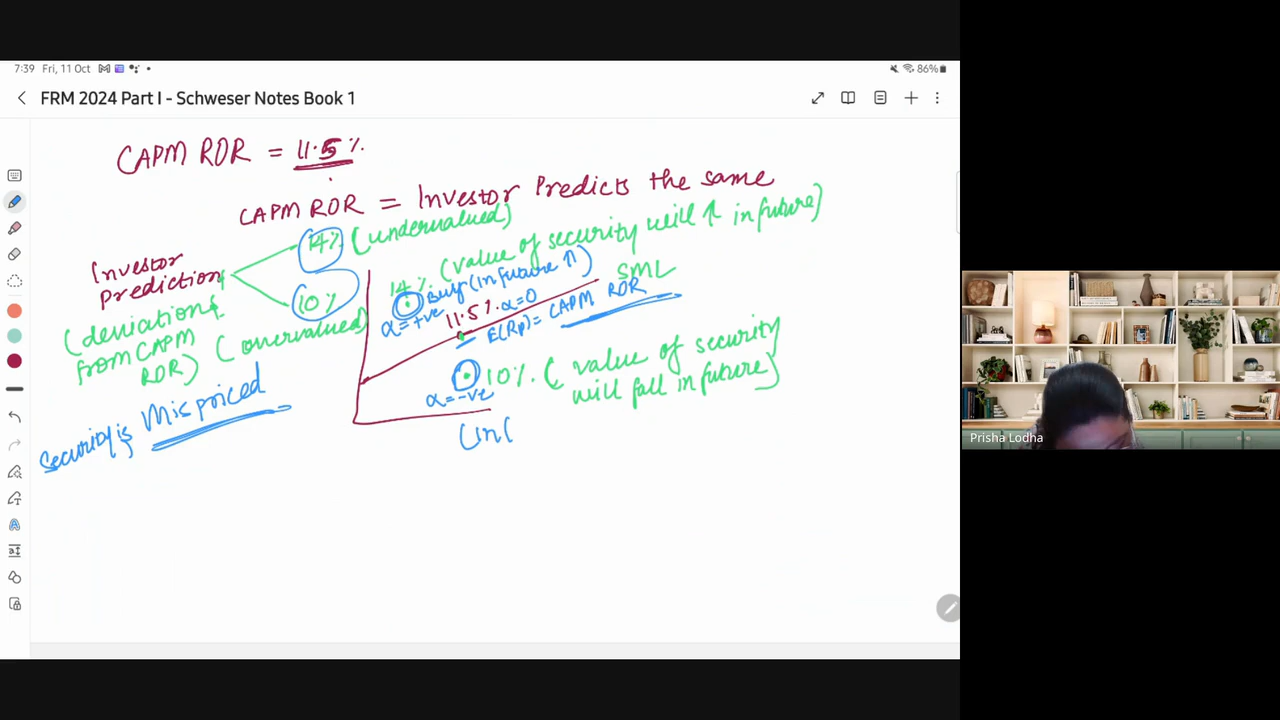 7:39 Fri, 11 Oct
86%
FRM 2024 Part I - Schweser Notes Book 1
CAPM ROR = 11.5%.
CAPM ROR = Investor Predicts the same
Investor Prediction
14% (undervalued)
10% (overvalued)
(deviations from CAPM ROR)
Security is Mispriced
14%. (value of security will ↑ in future)
Buy (In future ↑)
α=+ve
SML
11.5%. α=0
E(Rp) = CAPM ROR
10%. (value of security will fall in future)
α=-ve
(In(
Prisha Lodha